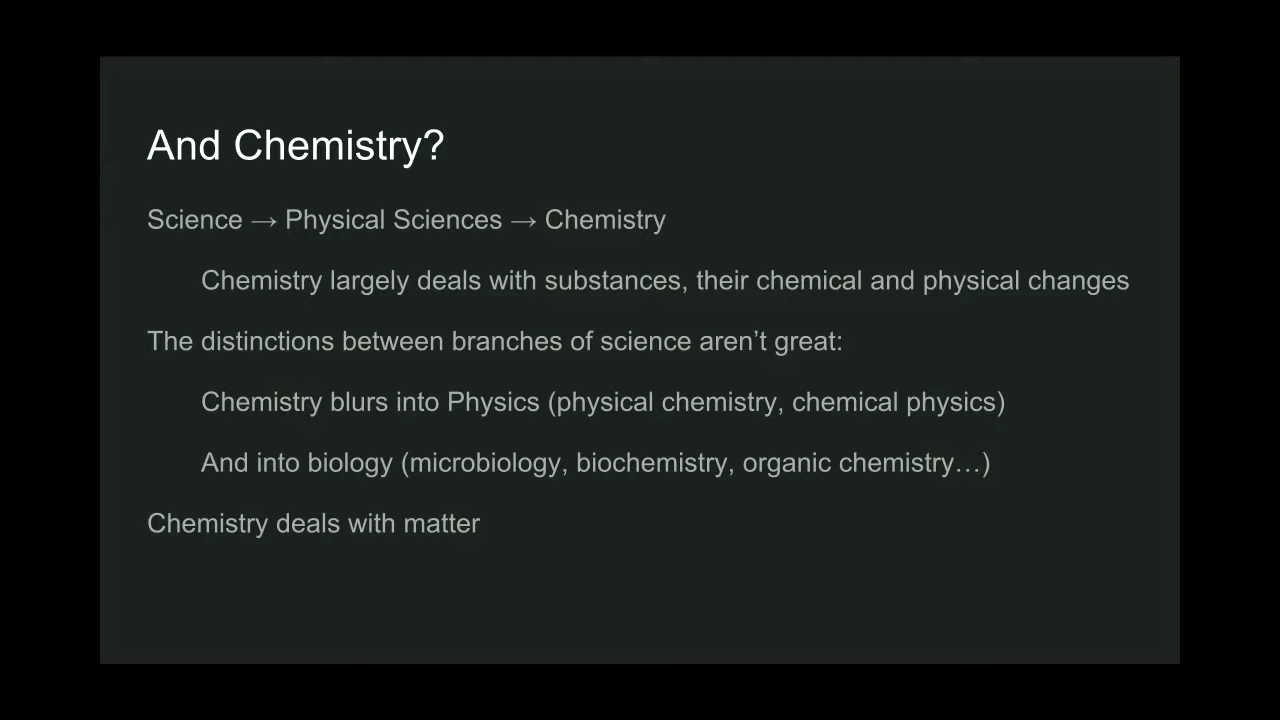 And Chemistry?
Science → Physical Sciences → Chemistry
Chemistry largely deals with substances, their chemical and physical changes
The distinctions between branches of science aren’t great:
Chemistry blurs into Physics (physical chemistry, chemical physics)
And into biology (microbiology, biochemistry, organic chemistry…)
Chemistry deals with matter